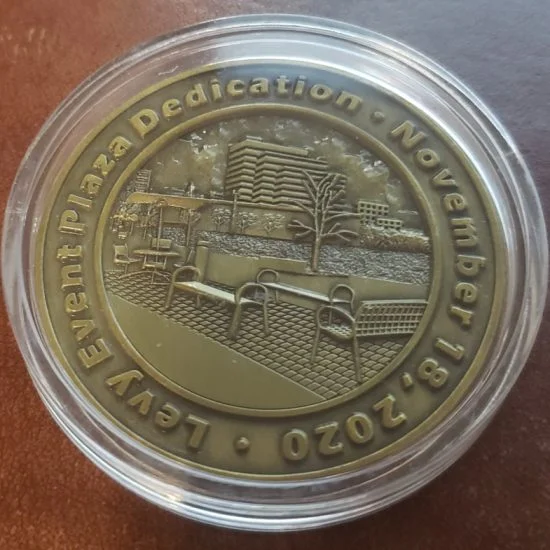 Levy Event Plaza Dedication • November 18, 2020 •